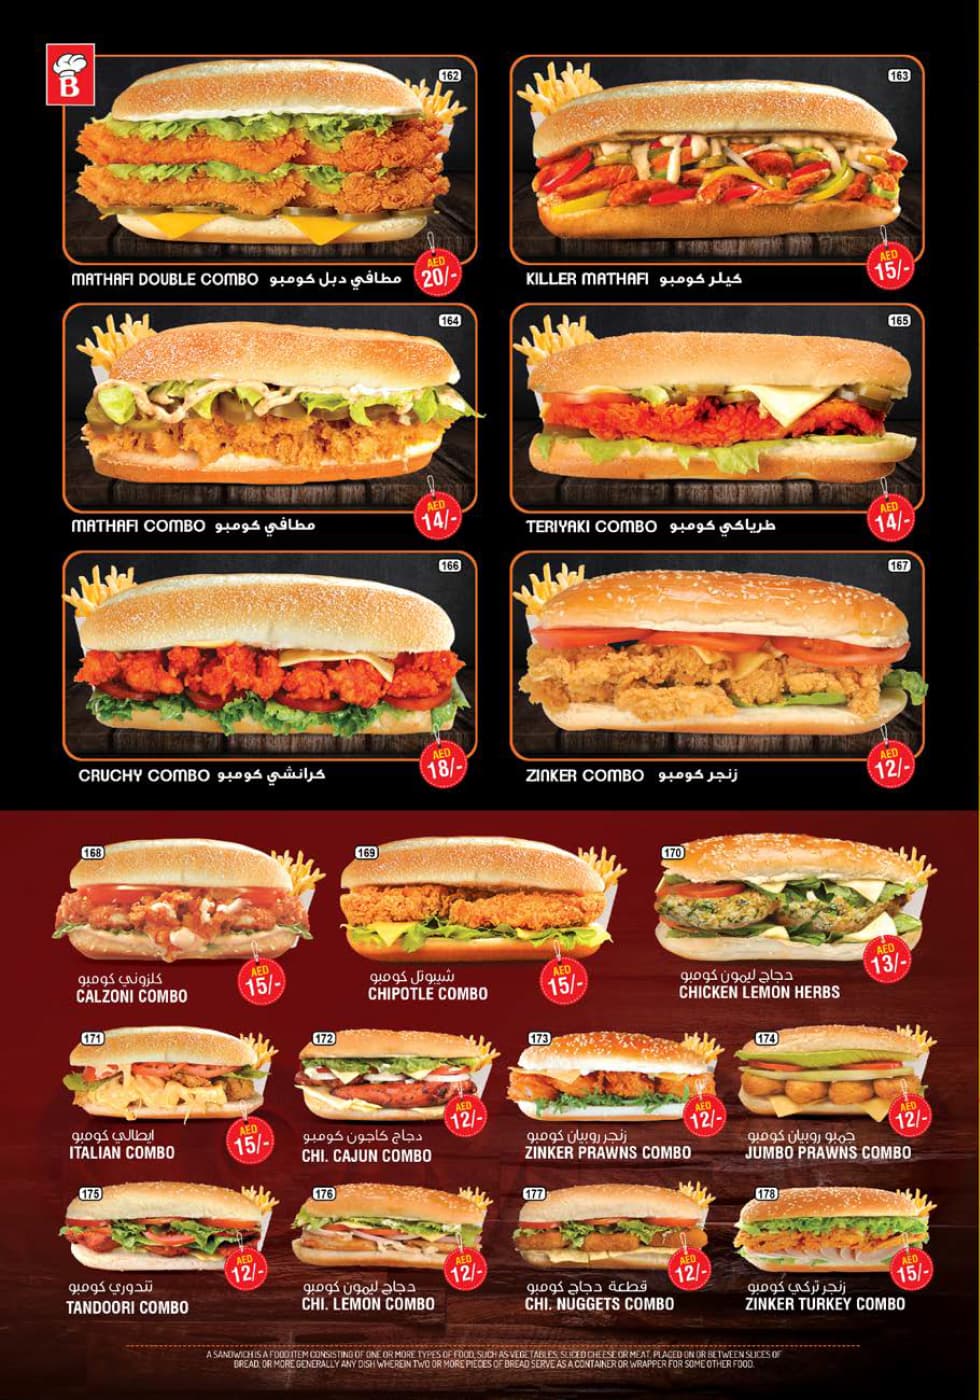 B
162
163
AED
20/-
AED
15/-
MATHAFI DOUBLE COMBO مطافي دبل كومبو
KILLER MATHAFI كيلر كومبو
164
165
AED
14/-
AED
14/-
MATHAFI COMBO مطافي كومبو
TERIYAKI COMBO طرياكي كومبو
166
167
AED
18/-
AED
12/-
CRUCHY COMBO كرانشي كومبو
ZINKER COMBO زنجر كومبو
168
169
170
كلزوني كومبو
CALZONI COMBO
AED
15/-
شيبوتل كومبو
CHIPOTLE COMBO
AED
15/-
دجاج ليمون كومبو
CHICKEN LEMON HERBS
AED
13/-
171
172
173
174
ايطالي كومبو
ITALIAN COMBO
AED
15/-
دجاج كاجون كومبو
CHI. CAJUN COMBO
AED
12/-
زنجر روبيان كومبو
ZINKER PRAWNS COMBO
AED
12/-
جمبو روبيان كومبو
JUMBO PRAWNS COMBO
AED
12/-
175
176
177
178
تندوري كومبو
TANDOORI COMBO
AED
12/-
دجاج ليمون كومبو
CHI. LEMON COMBO
AED
12/-
قطعة دجاج كومبو
CHI. NUGGETS COMBO
AED
12/-
زنجر تركي كومبو
ZINKER TURKEY COMBO
AED
15/-
A SANDWICH IS A FOOD ITEM CONSISTING OF ONE OR MORE TYPES OF FOOD, SUCH AS VEGETABLES, SLICED CHEESE OR MEAT, PLACED ON OR BETWEEN SLICES OF
BREAD, OR MORE GENERALLY ANY DISH WHEREIN TWO OR MORE PIECES OF BREAD SERVE AS A CONTAINER OR WRAPPER FOR SOME OTHER FOOD.